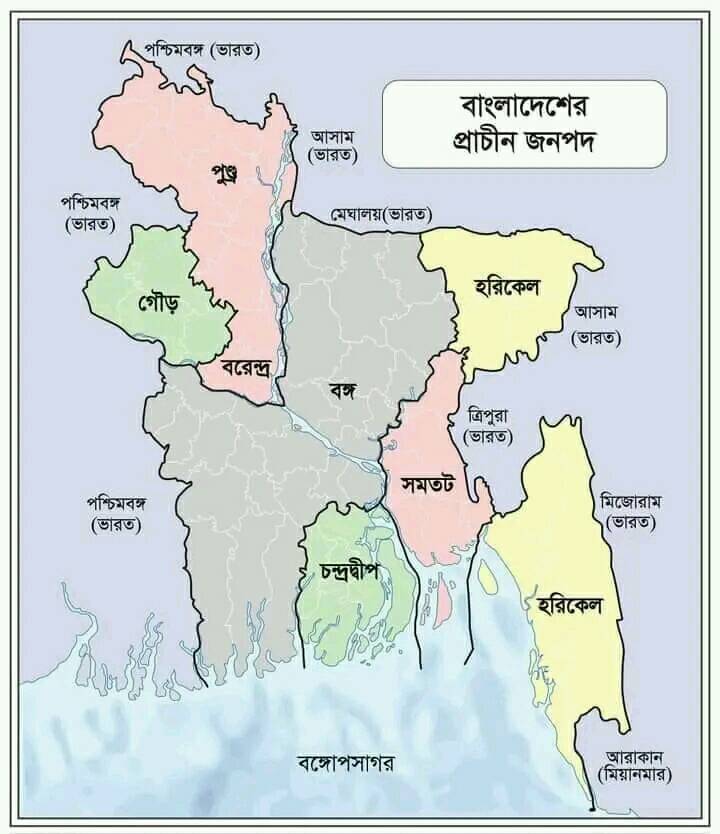 পশ্চিমবঙ্গ (ভারত)
বাংলাদেশের
প্রাচীন জনপদ
আসাম
(ভারত)
পুণ্ড্র
পশ্চিমবঙ্গ
(ভারত)
মেঘালয়(ভারত)
গৌড়
হরিকেল
আসাম
(ভারত)
বরেন্দ্র
বঙ্গ
ত্রিপুরা
(ভারত)
সমতট
পশ্চিমবঙ্গ
(ভারত)
মিজোরাম
(ভারত)
চন্দ্রদ্বীপ
হরিকেল
বঙ্গোপসাগর
আরাকান
(মিয়ানমার)